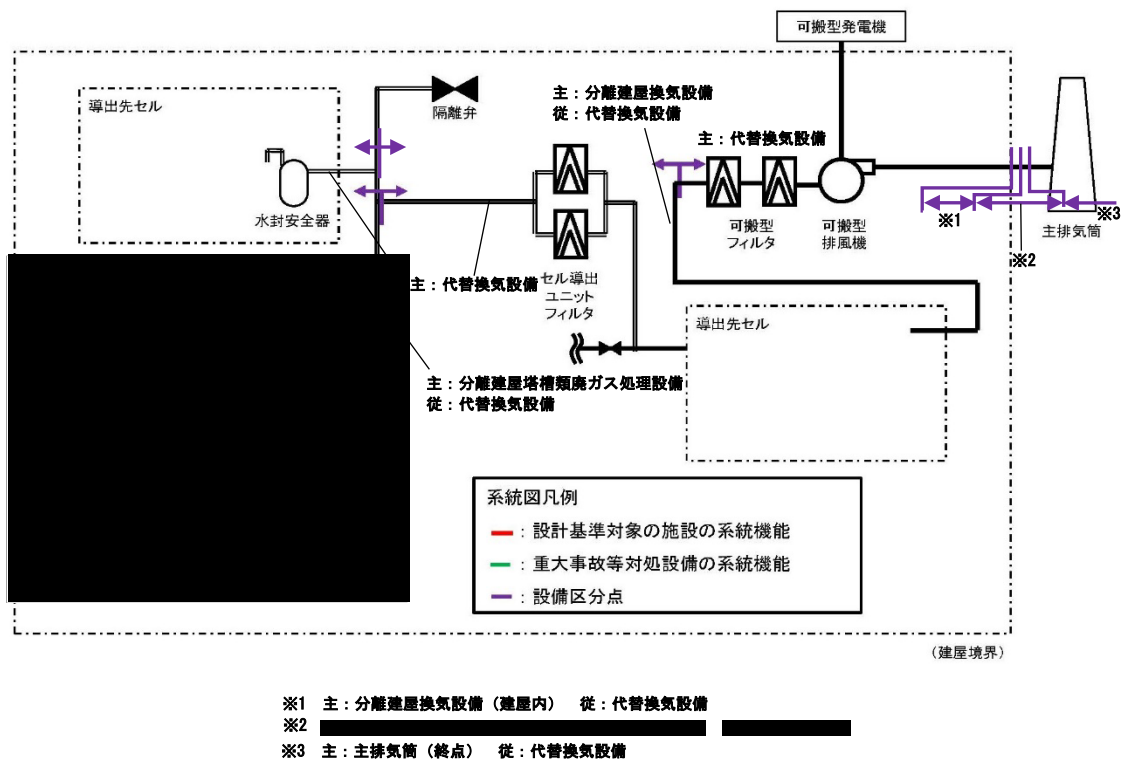 可搬型発電機
導出先セル
隔離弁
水封安全器
主：分離建屋換気設備
従：代替換気設備
主：代替換気設備
可搬型
フィルタ
可搬型
排風機
※1
※2
※3
主排気筒
主：代替換気設備
セル導出
ユニット
フィルタ
導出先セル
主：分離建屋塔槽類廃ガス処理設備
従：代替換気設備
系統図凡例
：設計基準対象の施設の系統機能
：重大事故等対処設備の系統機能
：設備区分点
（建屋境界）
※1　主：分離建屋換気設備（建屋内）　従：代替換気設備
※2
※3　主：主排気筒（終点）　従：代替換気設備